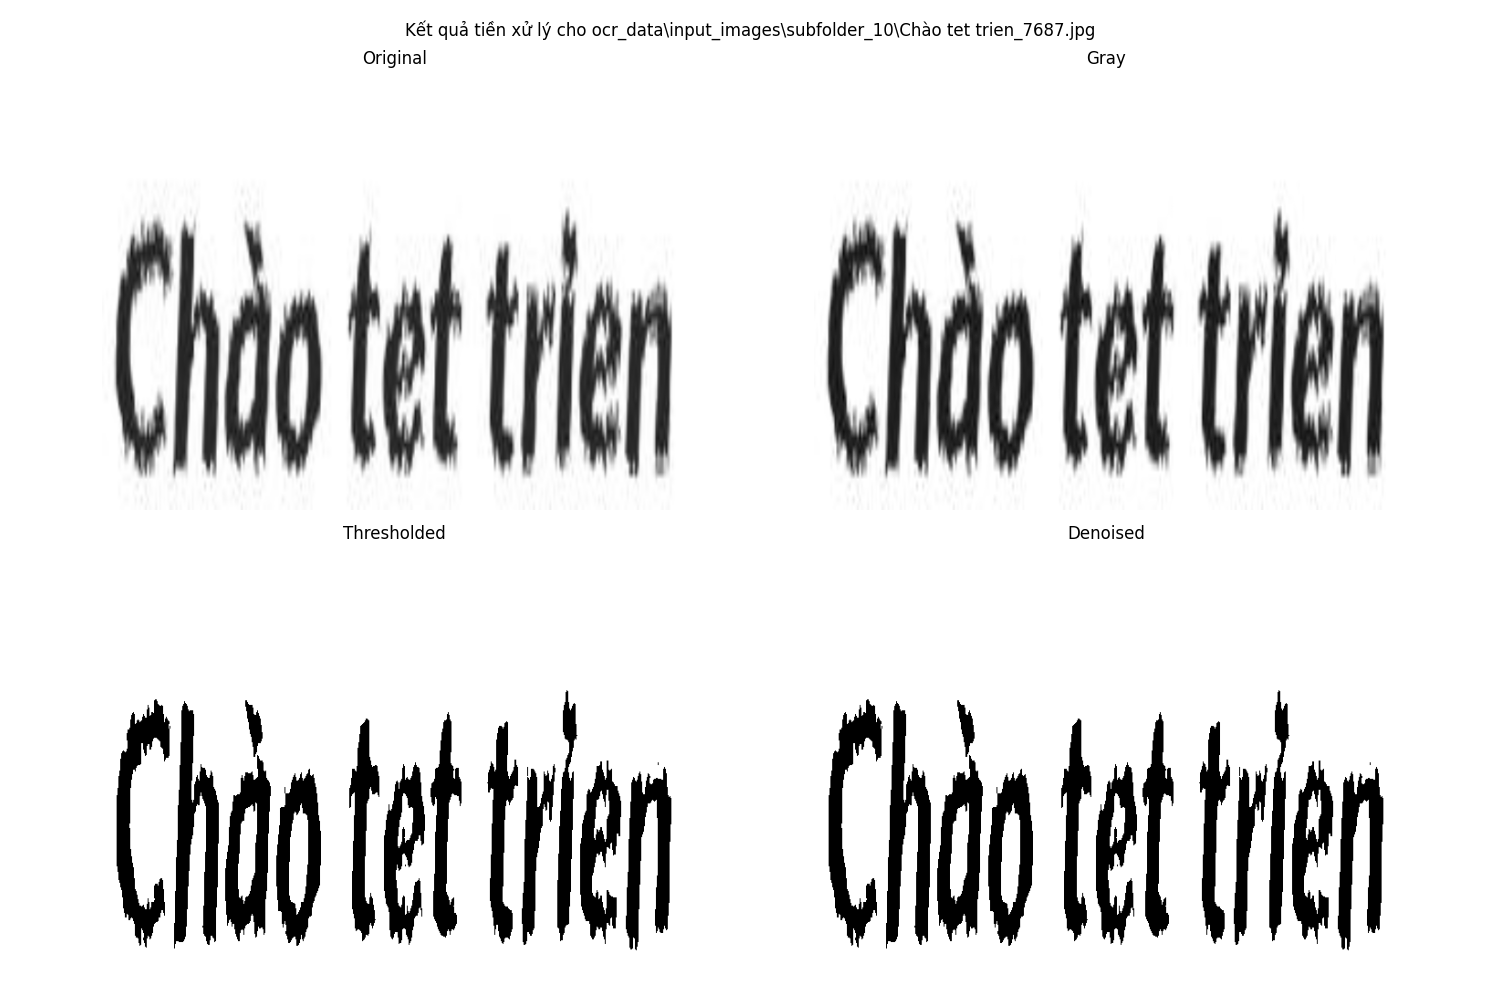 Kết quả tiền xử lý cho ocr_data\input_images\subfolder_10\Chào tet trien_7687.jpg
Original
Gray
Chào tet trien
Chào tet trien
Thresholded
Denoised
Chào tet trien
Chào tet trien